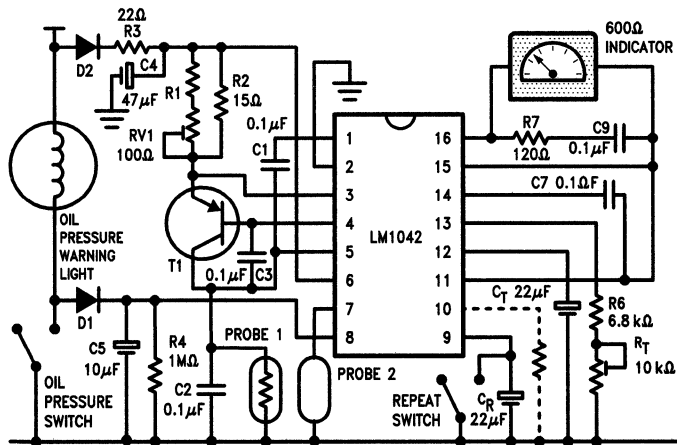 22Ω
R3
D2
C4
47µF
R1
R2
15Ω
RV1
100Ω
0.1µF
C1
600Ω
INDICATOR
R7
120Ω
C9
0.1µF
C7 0.1ΩF
1
2
3
4
5
6
7
8
LM1042
16
15
14
13
12
11
10
9
OIL
PRESSURE
WARNING
LIGHT
T1
0.1µF
C3
D1
C5
10µF
R4
1MΩ
C2
0.1µF
PROBE 1
PROBE 2
OIL
PRESSURE
SWITCH
CT 22µF
R6
6.8 kΩ
RT
10 kΩ
REPEAT
SWITCH
CR
22µF